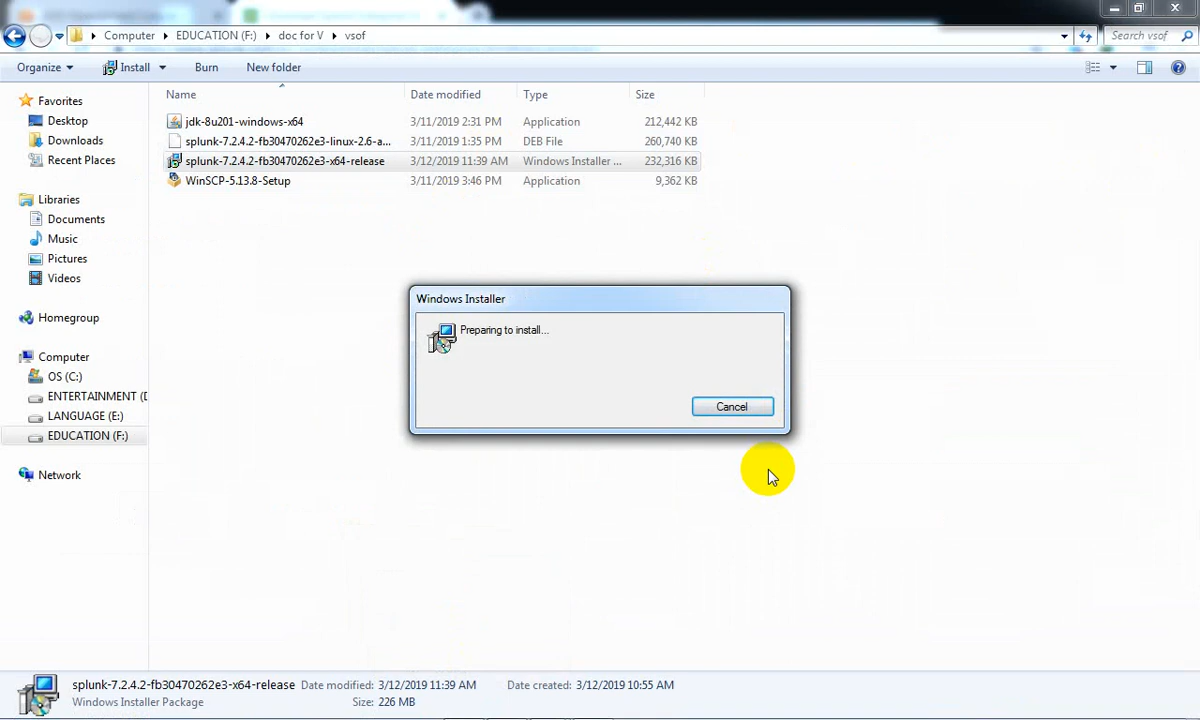 Computer EDUCATION (F:) doc for V vsof Search vsof
Organize Install Burn New folder
Name Date modified Type Size
Favorites
Desktop
Downloads
Recent Places
Libraries
Documents
Music
Pictures
Videos
Homegroup
Computer
OS (C:)
ENTERTAINMENT (D
LANGUAGE (E:)
EDUCATION (F:)
Network
jdk-8u201-windows-x64 3/11/2019 2:31 PM Application 212,442 KB
splunk-7.2.4.2-fb30470262e3-linux-2.6-a... 3/11/2019 1:35 PM DEB File 260,740 KB
splunk-7.2.4.2-fb30470262e3-x64-release 3/12/2019 11:39 AM Windows Installer ... 232,316 KB
WinSCP-5.13.8-Setup 3/11/2019 3:46 PM Application 9,362 KB
Windows Installer
Preparing to install...
Cancel
splunk-7.2.4.2-fb30470262e3-x64-release Date modified: 3/12/2019 11:39 AM Date created: 3/12/2019 10:55 AM
Windows Installer Package Size: 226 MB